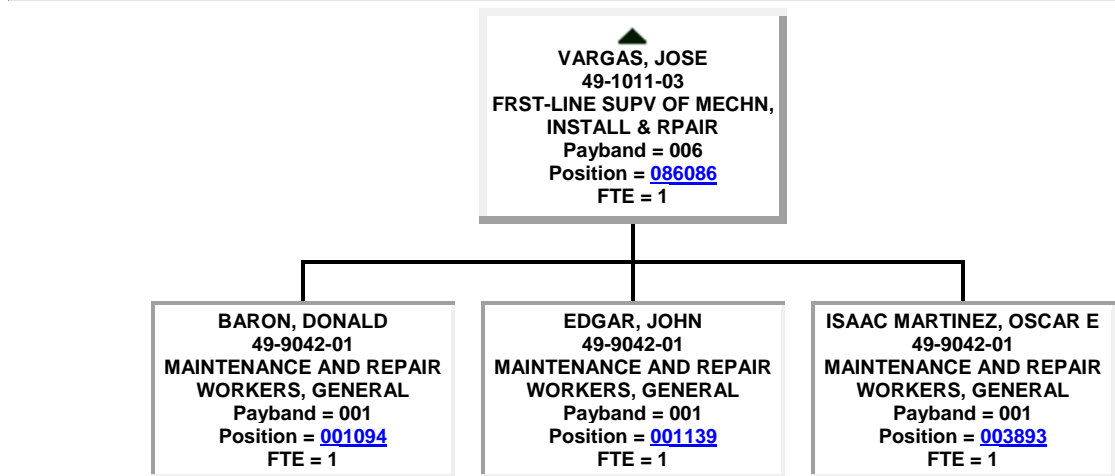 VARGAS, JOSE
49-1011-03
FRST-LINE SUPV OF MECHN,
INSTALL & RPAIR
Payband = 006
Position = 086086
FTE = 1
BARON, DONALD
49-9042-01
MAINTENANCE AND REPAIR
WORKERS, GENERAL
Payband = 001
Position = 001094
FTE = 1
EDGAR, JOHN
49-9042-01
MAINTENANCE AND REPAIR
WORKERS, GENERAL
Payband = 001
Position = 001139
FTE = 1
ISAAC MARTINEZ, OSCAR E
49-9042-01
MAINTENANCE AND REPAIR
WORKERS, GENERAL
Payband = 001
Position = 003893
FTE = 1